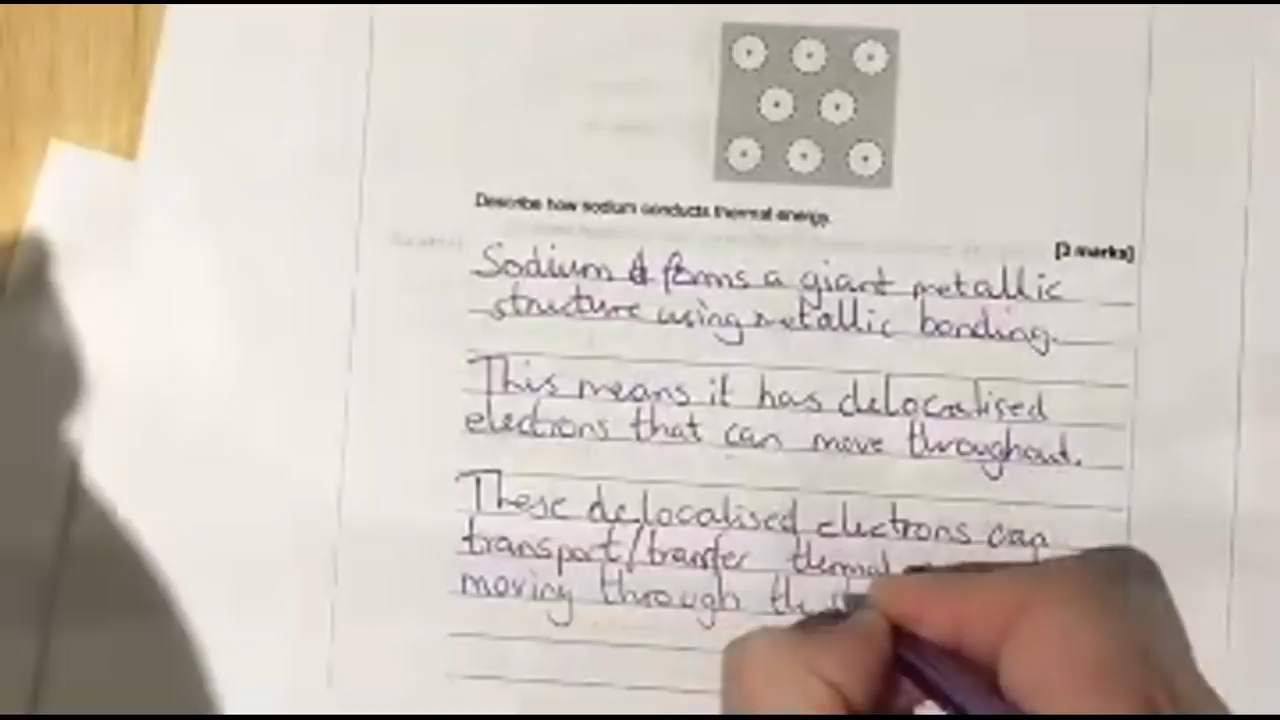 Describe how sodium conducts thermal energy.
[3 marks]
Sodium forms a giant metallic
structure using metallic bonding.
This means it has delocalised
electrons that can move throughout.
These delocalised electrons can
transport/transfer thermal
moving through the